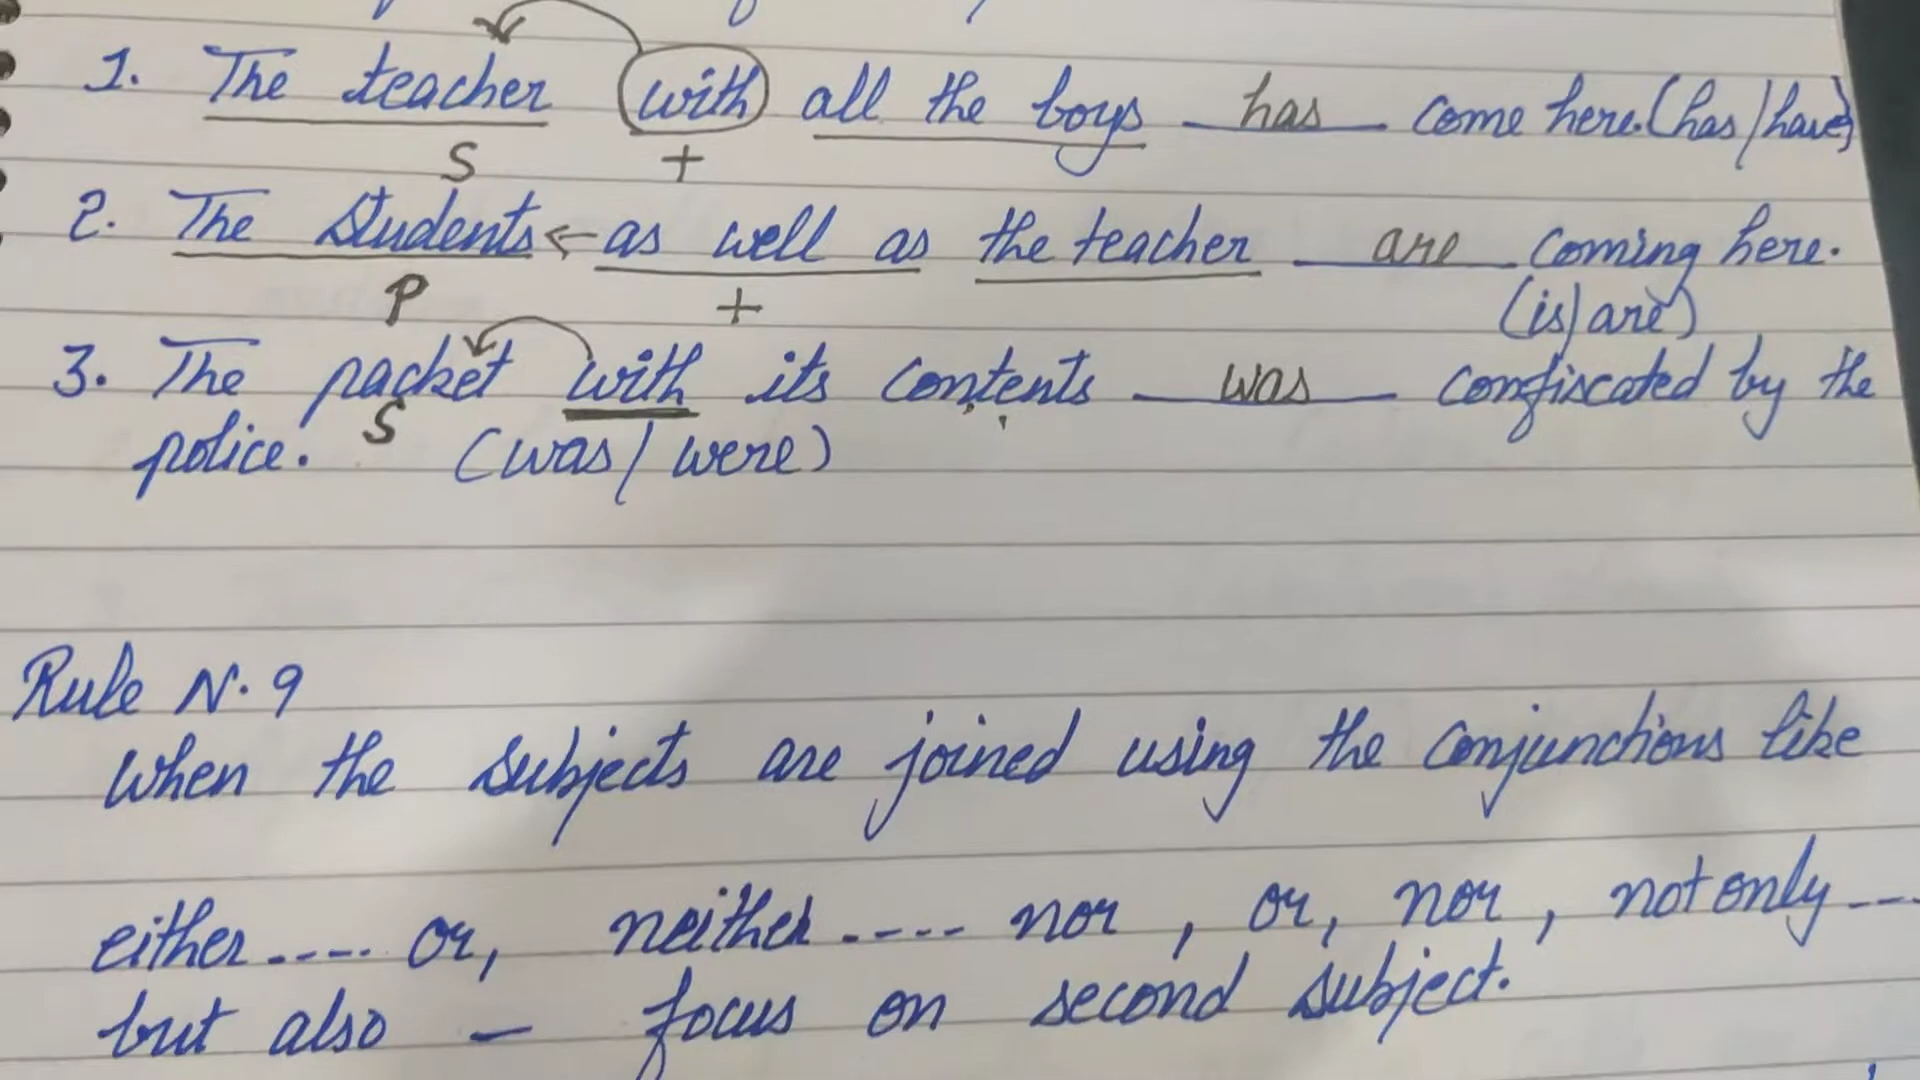 1. The teacher with all the boys has come here. (has/have)
S +
2. The students ← as well as the teacher are coming here.
P + (is/are)
3. The packet with its contents was confiscated by the
S
police. (was/were)
Rule N. 9
When the subjects are joined using the conjunctions like
either .... or, neither .... nor, or, nor, not only ---
but also – focus on second subject.